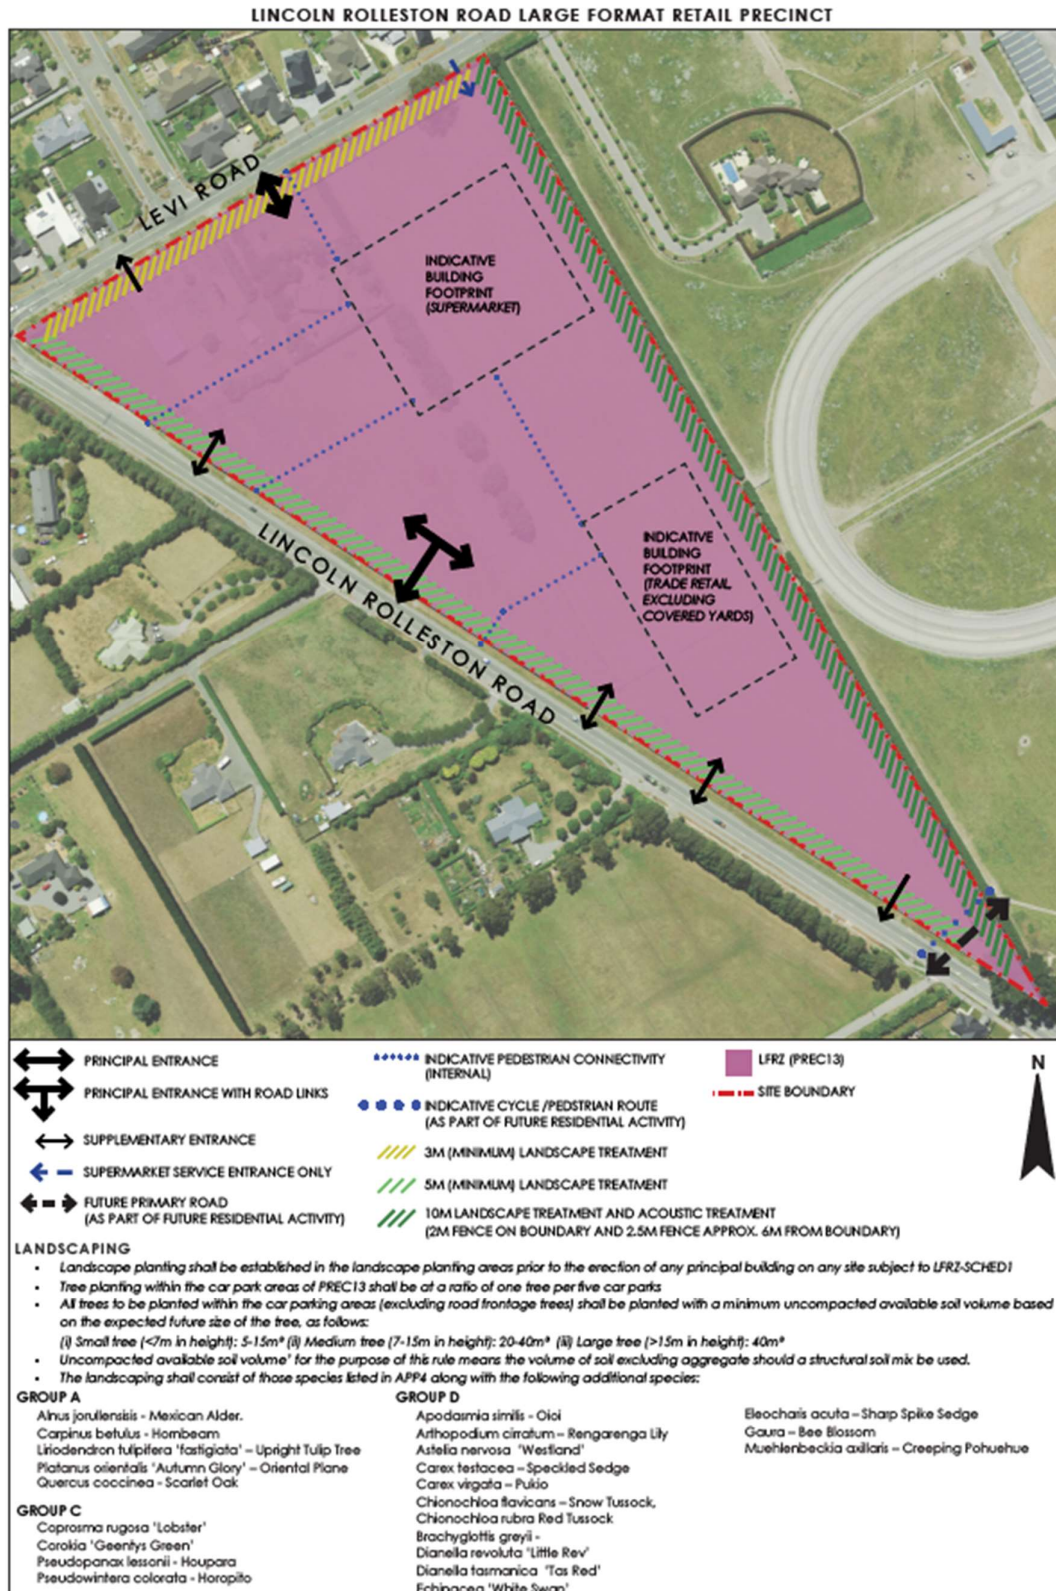 LINCOLN ROLLESTON ROAD LARGE FORMAT RETAIL PRECINCT
LEVI ROAD
INDICATIVE
BUILDING
FOOTPRINT
(SUPERMARKET)
INDICATIVE
BUILDING
FOOTPRINT
(TRADE RETAIL
EXCLUDING
COVERED YARDS)
LINCOLN ROLLESTON ROAD
PRINCIPAL ENTRANCE
PRINCIPAL ENTRANCE WITH ROAD LINKS
SUPPLEMENTARY ENTRANCE
SUPERMARKET SERVICE ENTRANCE ONLY
FUTURE PRIMARY ROAD
(AS PART OF FUTURE RESIDENTIAL ACTIVITY)
INDICATIVE PEDESTRIAN CONNECTIVITY
(INTERNAL)
INDICATIVE CYCLE /PEDSTRIAN ROUTE
(AS PART OF FUTURE RESIDENTIAL ACTIVITY)
3M (MINIMUM) LANDSCAPE TREATMENT
5M (MINIMUM) LANDSCAPE TREATMENT
10M LANDSCAPE TREATMENT AND ACOUSTIC TREATMENT
(2M FENCE ON BOUNDARY AND 2.5M FENCE APPROX. 6M FROM BOUNDARY)
LFRZ (PREC13)
SITE BOUNDARY
N
LANDSCAPING
• Landscape planting shall be established in the landscape planting areas prior to the erection of any principal building on any site subject to LFRZ-SCHED1
• Tree planting within the car park areas of PREC13 shall be at a ratio of one tree per five car parks
• All trees to be planted within the car parking areas (excluding road frontage trees) shall be planted with a minimum uncompacted available soil volume based
on the expected future size of the tree, as follows:
(i) Small tree (<7m in height): 5-15m³ (ii) Medium tree (7-15m in height): 20-40m³ (iii) Large tree (>15m in height): 40m³
• Uncompacted available soil volume' for the purpose of this rule means the volume of soil excluding aggregate should a structural soil mix be used.
• The landscaping shall consist of those species listed in APP4 along with the following additional species:
GROUP A
Alnus jorullensisis - Mexican Alder.
Carpinus betulus - Hornbeam
Liriodendron tulipifera 'fastigiata' – Upright Tulip Tree
Platanus orientalis 'Autumn Glory' – Oriental Plane
Quercus coccinea - Scarlet Oak
GROUP C
Coprosma rugosa 'Lobster'
Corokia 'Geentys Green'
Pseudopanax lessonii - Houpara
Pseudowintera colorata - Horopito
GROUP D
Apodasmia similis - Oioi
Arthopodium cirratum – Rengarenga Lily
Astelia nervosa 'Westland'
Carex testacea – Speckled Sedge
Carex virgata – Pukio
Chionochloa flavicans – Snow Tussock,
Chionochloa rubra Red Tussock
Brachyglottis greyii -
Dianella revoluta 'Little Rev'
Dianella tasmanica 'Tas Red'
Echinacea 'White Swan'
Eleocharis acuta – Sharp Spike Sedge
Gaura – Bee Blossom
Muehlenbeckia axillaris – Creeping Pohuehue